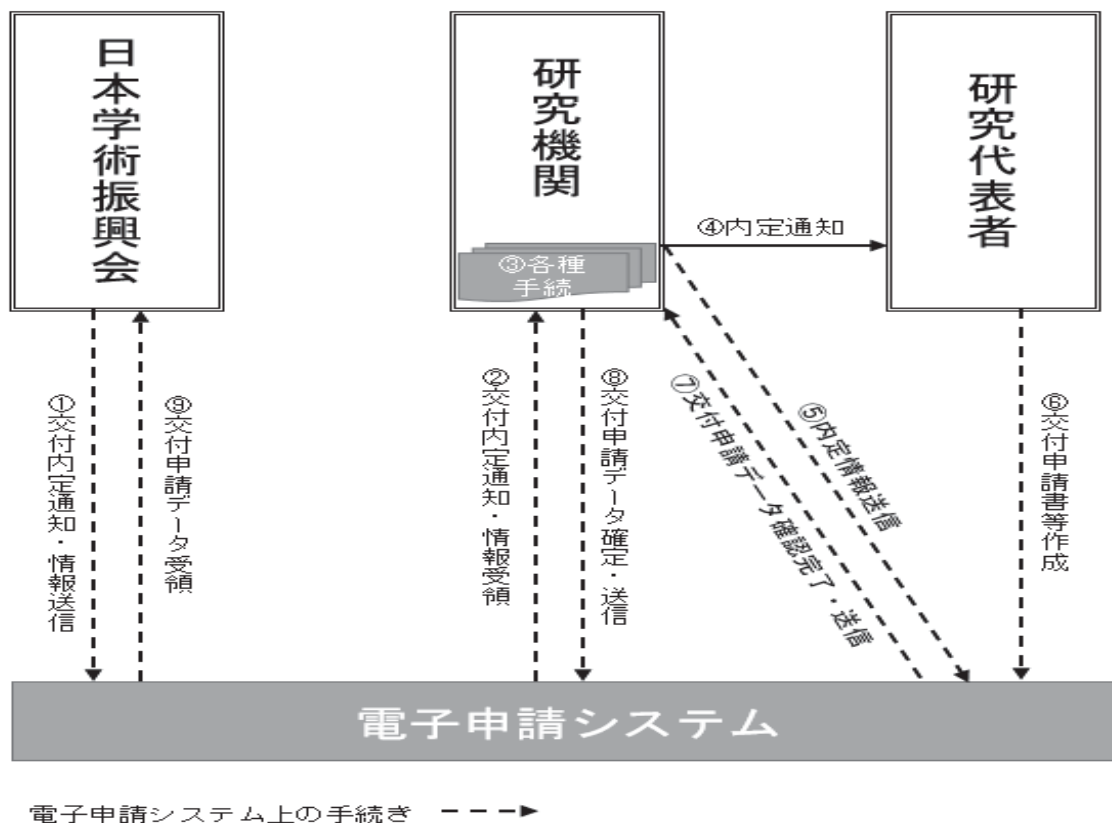 日本学術振興会
研究機関
研究代表者
③各種
手続
④内定通知
①交付内定通知・情報送信
⑨交付申請データ受領
②交付内定通知・情報受領
⑧交付申請データ確定・送信
⑦交付申請データ確認完了・送信
⑤内定情報送信
⑥交付申請書等作成
電子申請システム
電子申請システム上の手続き